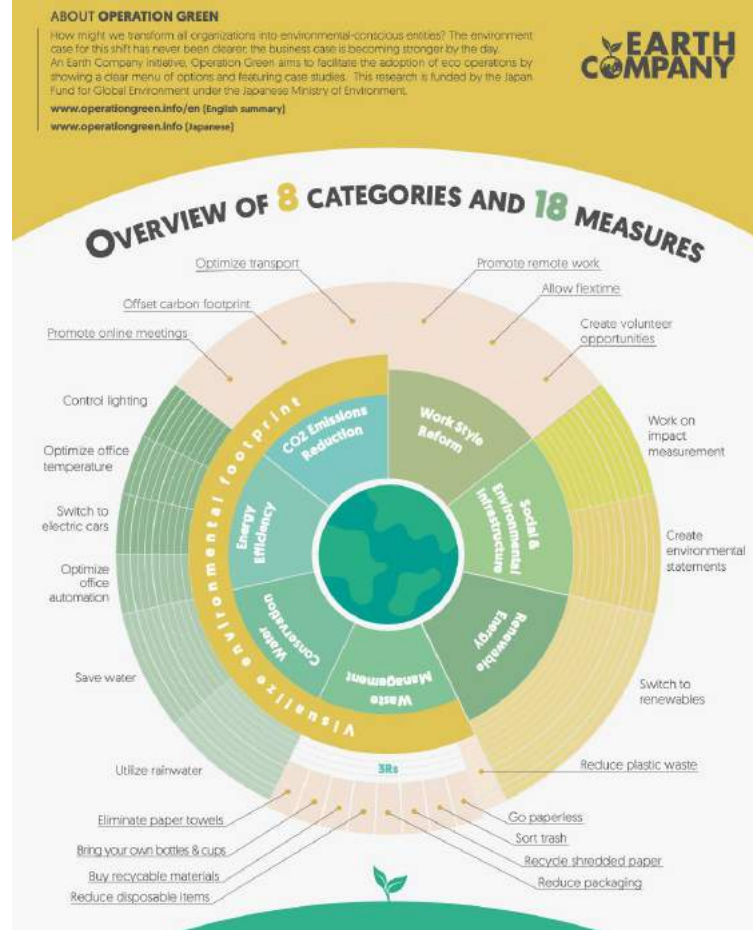 ABOUT OPERATION GREEN
How might we transform all organizations into environmental-conscious entities? The environment
case for this shift has never been clearer, the business case is becoming stronger by the day.
An Earth Company Initiative, Operation Green aims to facilitate the adoption of eco operations by
showing a clear menu of options and featuring case studies. This research is funded by the Japan
Fund for Global Environment under the Japanese Ministry of Environment.
www.operationgreen.info/en (English summary)
www.operationgreen.info (Japanese)
EARTH
COMPANY
OVERVIEW OF 8 CATEGORIES AND 18 MEASURES
Optimize transport
Promote remote work
Offset carbon footprint
Allow flextime
Promote online meetings
Create volunteer
opportunities
Control lighting
Optimize office
temperature
Switch to
electric cars
Optimize
office
automation
Save water
Utilize rainwater
Work on
impact
measurement
Create
environmental
statements
Switch to
renewables
Visualize environmental footprint
CO2 Emissions
Reduction
Work Style
Reform
Energy
Efficiency
Social &
Environmental
Infrastructure
Water
Conservation
Renewable
Energy
Waste
Management
3Rs
Reduce plastic waste
Eliminate paper towels
Go paperless
Bring your own bottles & cups
Sort trash
Buy recycable materials
Recycle shredded paper
Reduce disposable items
Reduce packaging